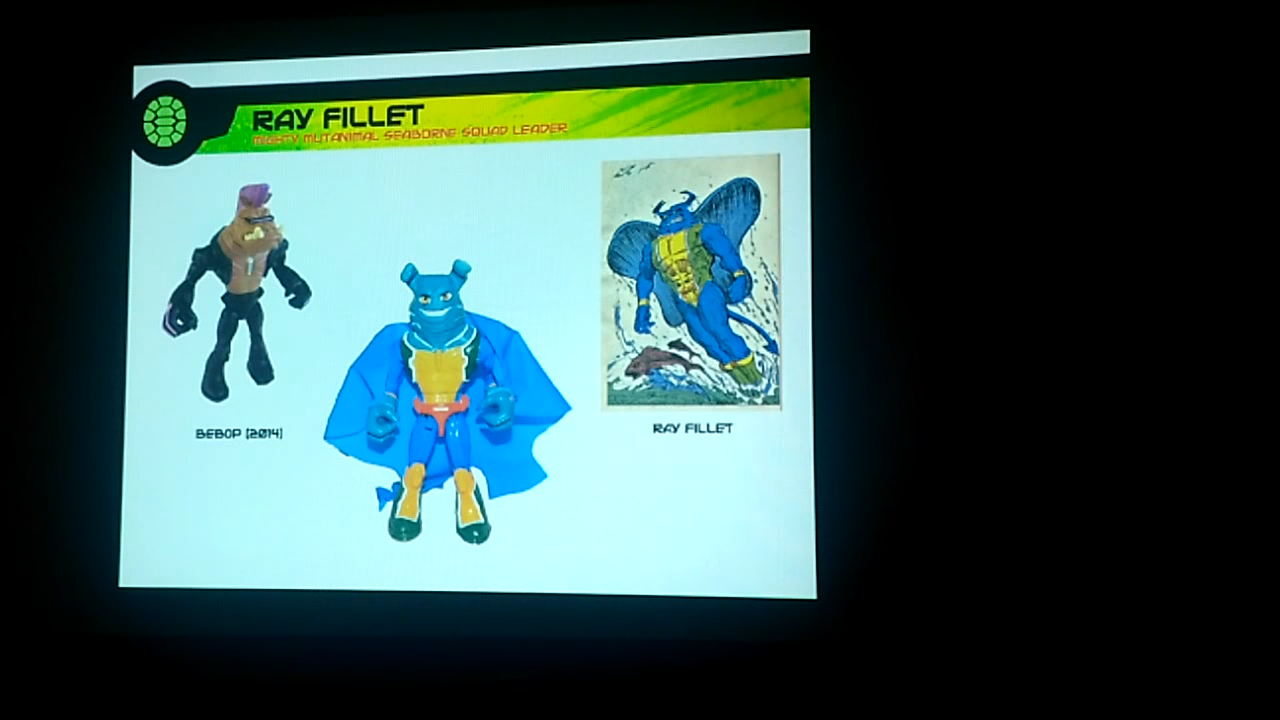 RAY FILLET
MIGHTY MUTANIMAL SEABORNE SQUAD LEADER
BEBOP (2014)
RAY FILLET